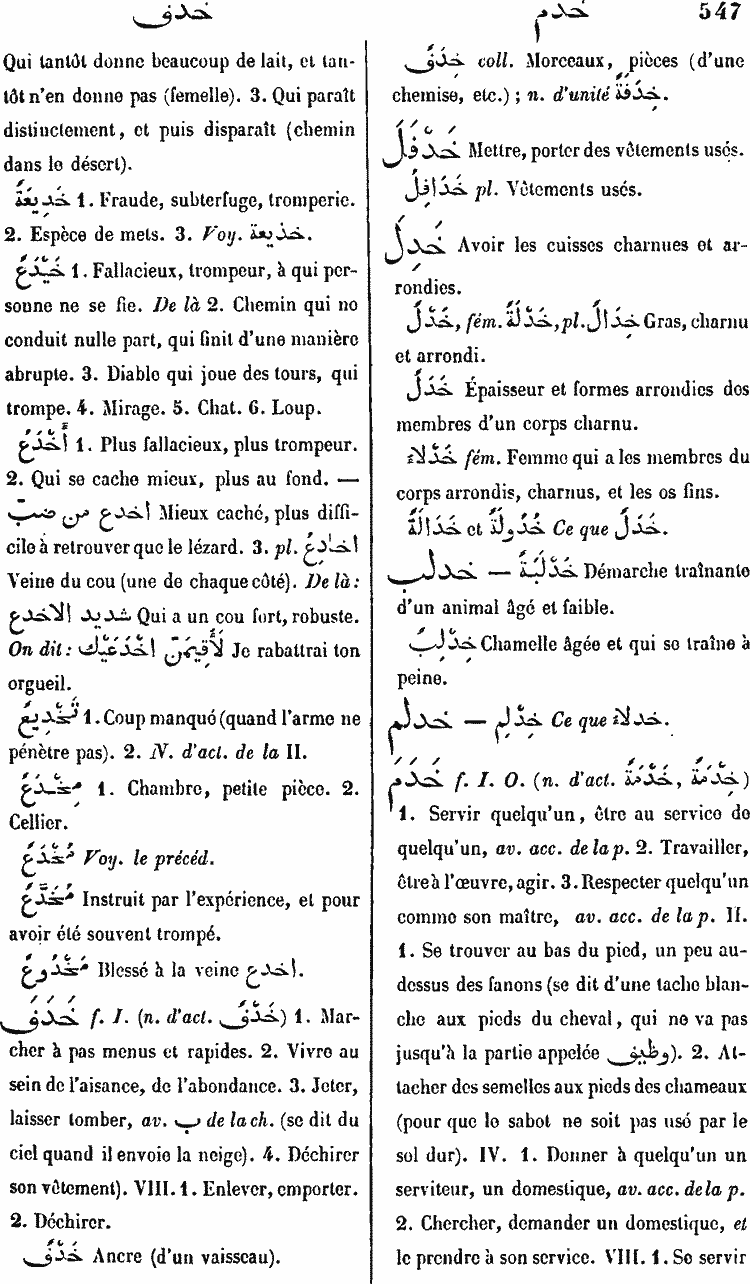 خدف
خدم
547
Qui tantôt donne beaucoup de lait, et tan-
tôt n'en donne pas (femelle). 3. Qui paraît
distinctement, et puis disparaît (chemin
dans le désert).
خَدِيعَةٌ 1. Fraude, subterfuge, tromperie.
2. Espèce de mets. 3. Voy. خذيعة.
خَيْدَعٌ 1. Fallacieux, trompeur, à qui per-
sonne ne se fie. De là 2. Chemin qui ne
conduit nulle part, qui finit d'une manière
abrupte. 3. Diable qui joue des tours, qui
trompe. 4. Mirage. 5. Chat. 6. Loup.
أَخْدَعُ 1. Plus fallacieux, plus trompeur.
2. Qui se cache mieux, plus au fond. —
اخدع من ضبّ Mieux caché, plus diffi-
cile à retrouver que le lézard. 3. pl. اخَادِعُ
Veine du cou (une de chaque côté). De là :
شديد الاخدع Qui a un cou fort, robuste.
On dit : لَأُقِيمَنَّ اخْدَعَيْكَ Je rabattrai ton
orgueil.
تَخْدِيعٌ 1. Coup manqué (quand l'arme ne
pénètre pas). 2. N. d'act. de la II.
مَخْدَعٌ 1. Chambre, petite pièce. 2.
Cellier.
مُخْدَعٌ Voy. le précéd.
مُخَدَّعٌ Instruit par l'expérience, et pour
avoir été souvent trompé.
مَخْدُوعٌ Blessé à la veine اخدع.
خَدَفَ f. I. (n. d'act. خَدْفٌ) 1. Mar-
cher à pas menus et rapides. 2. Vivre au
sein de l'aisance, de l'abondance. 3. Jeter,
laisser tomber, av. ب de la ch. (se dit du
ciel quand il envoie la neige). 4. Déchirer
son vêtement). VIII. 1. Enlever, emporter.
2. Déchirer.
خَدْفٌ Ancre (d'un vaisseau).
خِدَفٌ coll. Morceaux, pièces (d'une
chemise, etc.) ; n. d'unité خِدْفَةٌ.
خَدْفَلَ Mettre, porter des vêtements usés.
خَدَافِلُ pl. Vêtements usés.
خَدِلَ Avoir les cuisses charnues et ar-
rondies.
خَدْلٌ, fém. خَدْلَةٌ, pl. خِدَالٌ Gras, charnu
et arrondi.
خَدَلٌ Épaisseur et formes arrondies des
membres d'un corps charnu.
خَدْلَاءُ fém. Femme qui a les membres du
corps arrondis, charnus, et les os fins.
خَدَالَةٌ et خُدُولَةٌ Ce que خَدَلٌ.
خدلب — خَدْلَبَةٌ Démarche traînante
d'un animal âgé et faible.
خِدْلِبٌ Chamelle âgée et qui se traîne à
peine.
خدلم — خِدْلِم Ce que خدلاء.
خَدَمَ f. I. O. (n. d'act. خِدْمَةٌ, خَدْمَةٌ)
1. Servir quelqu'un, être au service de
quelqu'un, av. acc. de la p. 2. Travailler,
être à l'œuvre, agir. 3. Respecter quelqu'un
comme son maître, av. acc. de la p. II.
1. Se trouver au bas du pied, un peu au-
dessus des fanons (se dit d'une tache blan-
che aux pieds du cheval, qui ne va pas
jusqu'à la partie appelée وظيف). 2. At-
tacher des semelles aux pieds des chameaux
(pour que le sabot ne soit pas usé par le
sol dur). IV. 1. Donner à quelqu'un un
serviteur, un domestique, av. acc. de la p.
2. Chercher, demander un domestique, et
le prendre à son service. VIII. 1. Se servir